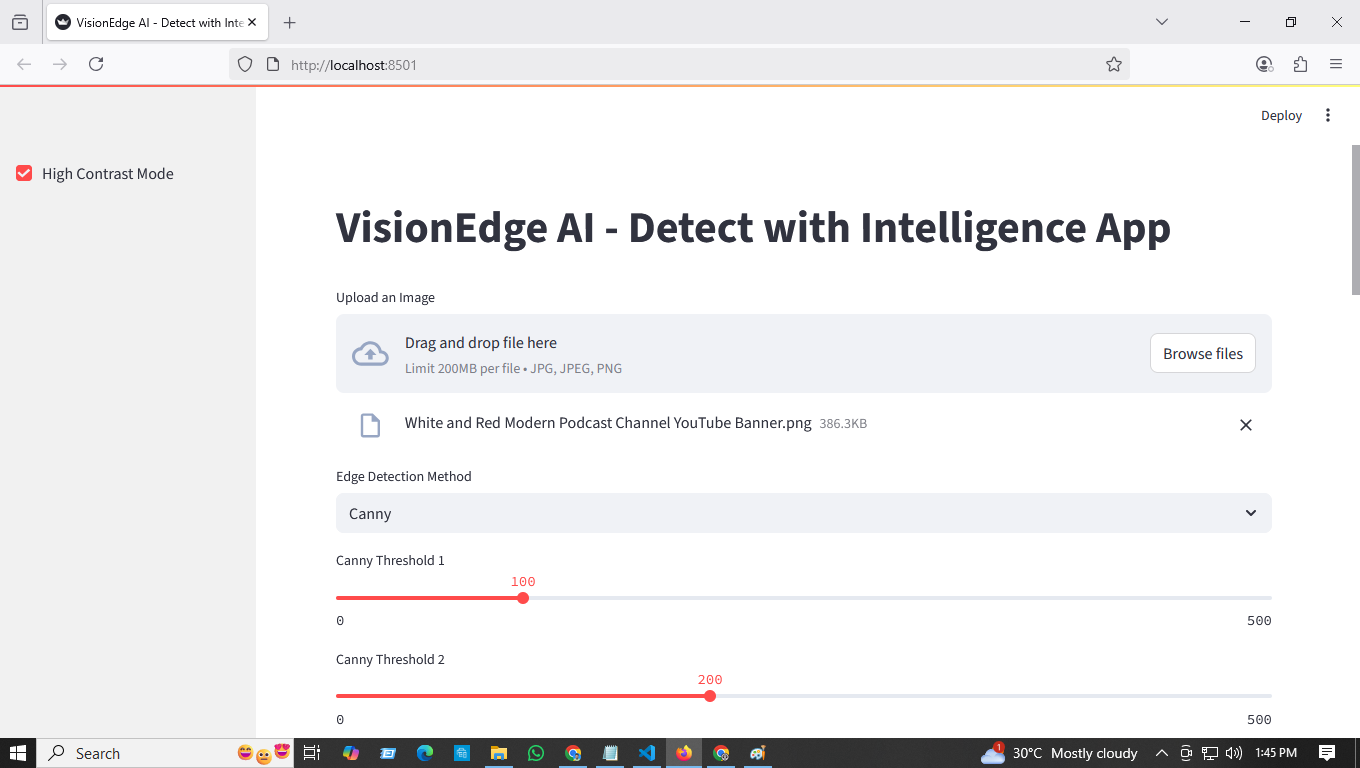 VisionEdge AI - Detect with Inte
http://localhost:8501
Deploy
High Contrast Mode
VisionEdge AI - Detect with Intelligence App
Upload an Image
Drag and drop file here
Limit 200MB per file • JPG, JPEG, PNG
Browse files
White and Red Modern Podcast Channel YouTube Banner.png 386.3KB
Edge Detection Method
Canny
Canny Threshold 1
100
0 500
Canny Threshold 2
200
0 500
Search 1 30°C Mostly cloudy 1:45 PM